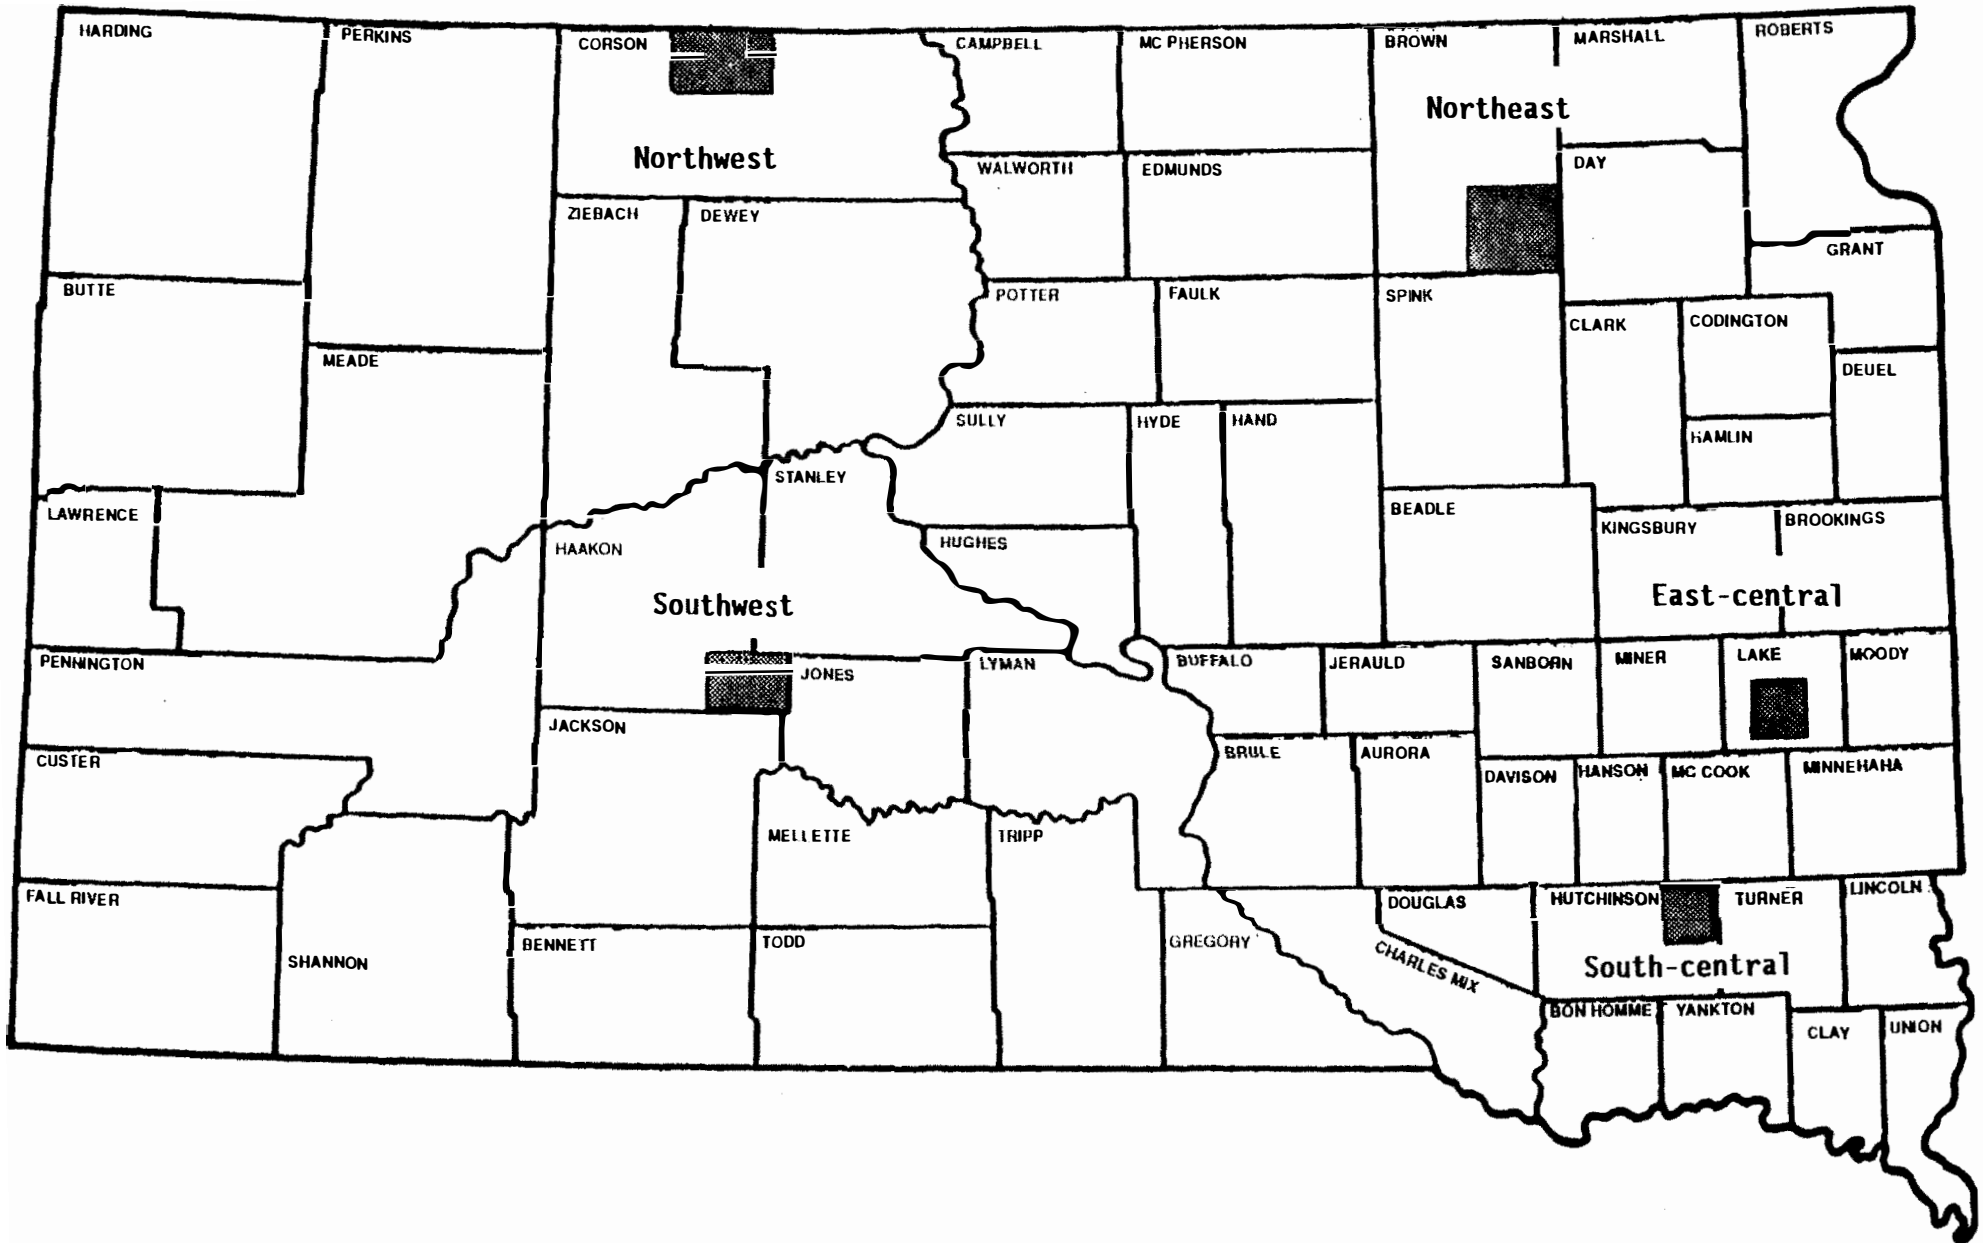 HARDING
PERKINS
CORSON
CAMPBELL
MC PHERSON
BROWN
MARSHALL
ROBERTS
Northeast
Northwest
WALWORTH
EDMUNDS
DAY
ZIEBACH
DEWEY
GRANT
BUTTE
POTTER
FAULK
SPINK
CLARK
CODINGTON
MEADE
DEUEL
SULLY
HYDE
HAND
HAMLIN
STANLEY
LAWRENCE
BEADLE
KINGSBURY
BROOKINGS
HAAKON
HUGHES
Southwest
East-central
PENNINGTON
JONES
LYMAN
BUFFALO
JERAULD
SANBORN
MINER
LAKE
MOODY
JACKSON
CUSTER
BRULE
AURORA
DAVISON
HANSON
MC COOK
MINNEHAHA
MELLETTE
TRIPP
FALL RIVER
DOUGLAS
HUTCHINSON
TURNER
LINCOLN
SHANNON
BENNETT
TODD
GREGORY
CHARLES MIX
South-central
BON HOMME
YANKTON
CLAY
UNION